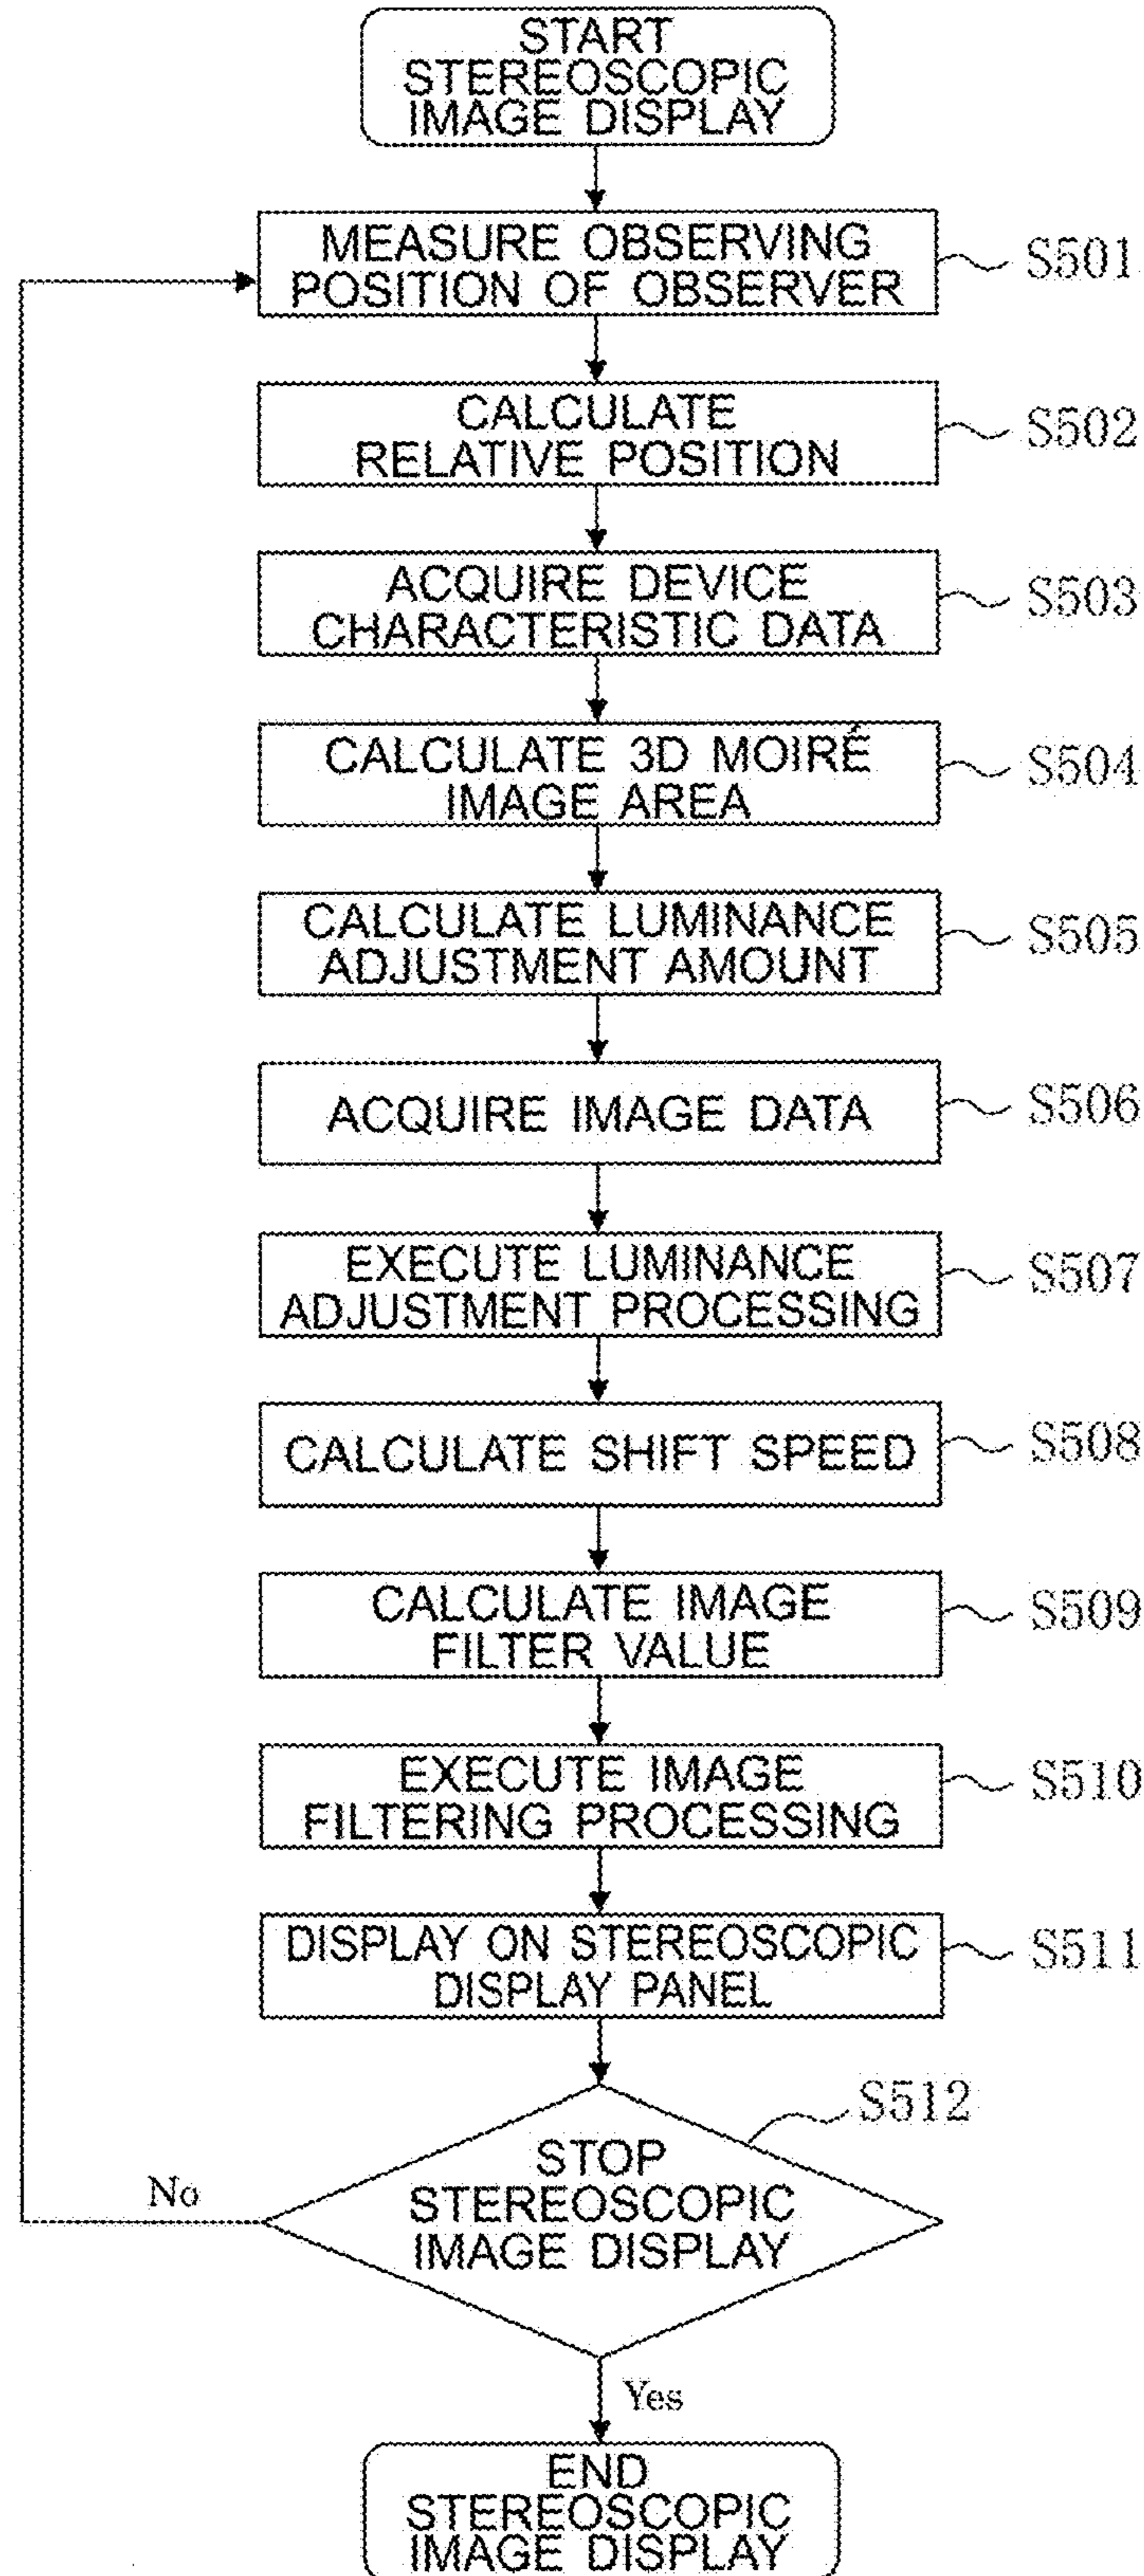 START
STEREOSCOPIC
IMAGE DISPLAY
MEASURE OBSERVING
POSITION OF OBSERVER
S501
CALCULATE
RELATIVE POSITION
S502
ACQUIRE DEVICE
CHARACTERISTIC DATA
S503
CALCULATE 3D MOIRÉ
IMAGE AREA
S504
CALCULATE LUMINANCE
ADJUSTMENT AMOUNT
S505
ACQUIRE IMAGE DATA
S506
EXECUTE LUMINANCE
ADJUSTMENT PROCESSING
S507
CALCULATE SHIFT SPEED
S508
CALCULATE IMAGE
FILTER VALUE
S509
EXECUTE IMAGE
FILTERING PROCESSING
S510
DISPLAY ON STEREOSCOPIC
DISPLAY PANEL
S511
S512
STOP
STEREOSCOPIC
IMAGE DISPLAY
No
Yes
END
STEREOSCOPIC
IMAGE DISPLAY